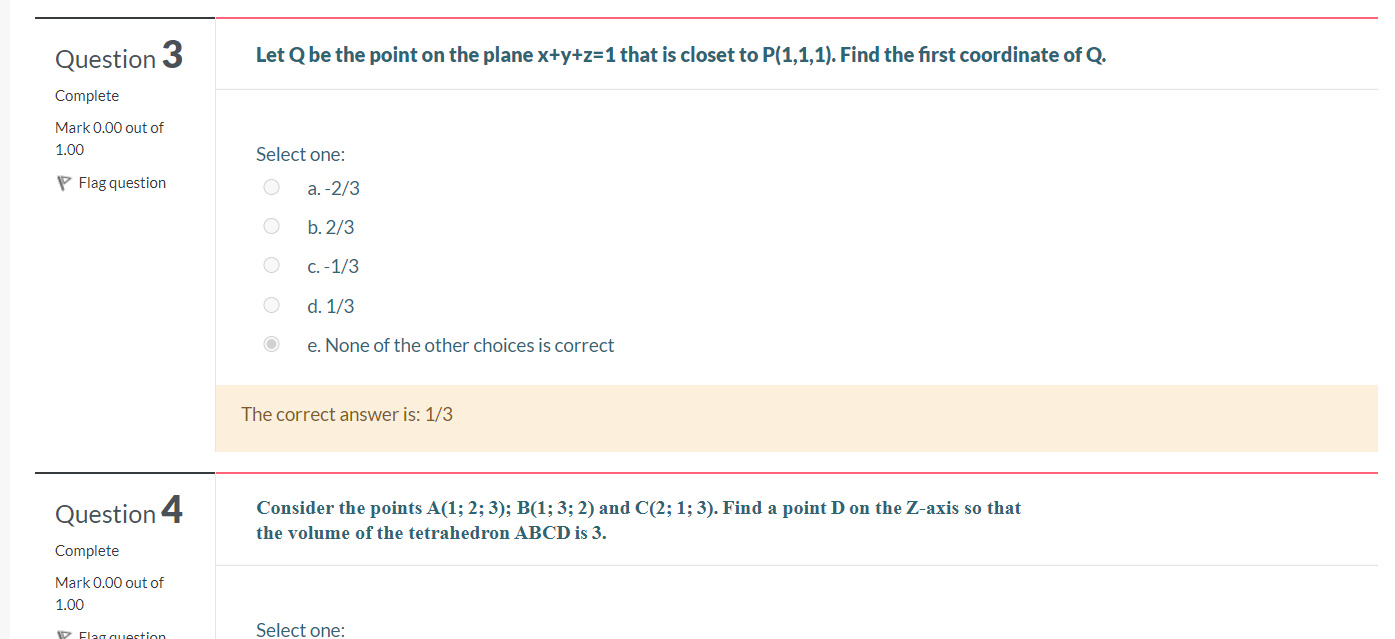 Question 3
Complete
Mark 0.00 out of
1.00
Flag question
Let Q be the point on the plane x+y+z=1 that is closet to P(1,1,1). Find the first coordinate of Q.
Select one:
a. -2/3
b. 2/3
c. -1/3
d. 1/3
e. None of the other choices is correct
The correct answer is: 1/3
Question 4
Complete
Mark 0.00 out of
1.00
Flag question
Consider the points A(1; 2; 3); B(1; 3; 2) and C(2; 1; 3). Find a point D on the Z-axis so that
the volume of the tetrahedron ABCD is 3.
Select one: